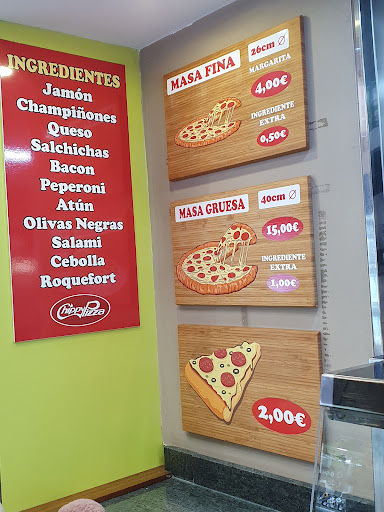 INGREDIENTES
Jamón
Champiñones
Queso
Salchichas
Bacon
Peperoni
Atún
Olivas Negras
Salami
Cebolla
Roquefort
MASA FINA
26cm Ø
MARGARITA
4,00€
INGREDIENTE
EXTRA
0,50€
MASA GRUESA
40cm Ø
15,00€
INGREDIENTE
EXTRA
1,00€
2,00€